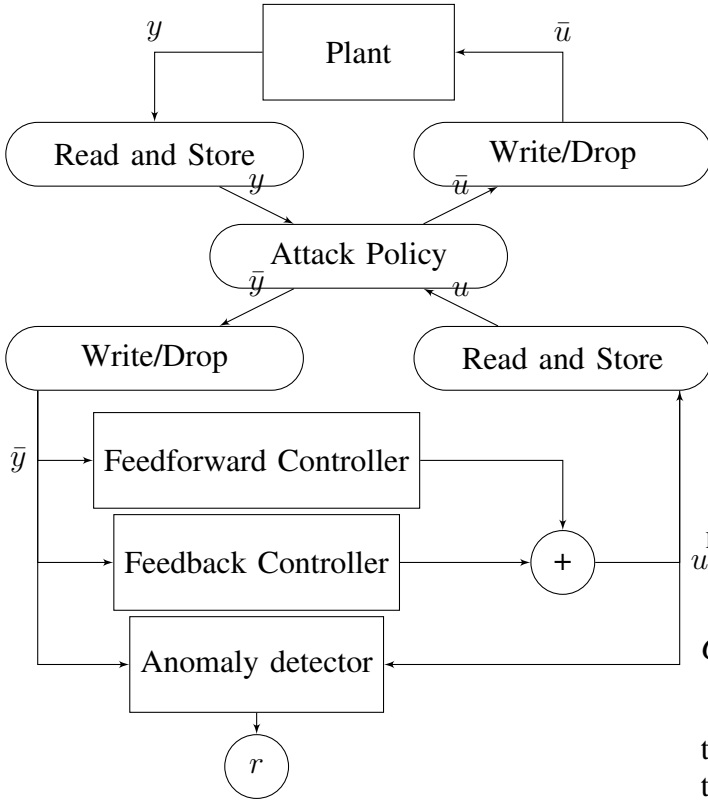 y
ū
Plant
Read and Store
Write/Drop
y
ū
Attack Policy
ȳ
u
Write/Drop
Read and Store
ȳ
Feedforward Controller
Feedback Controller
+
u
Anomaly detector
r